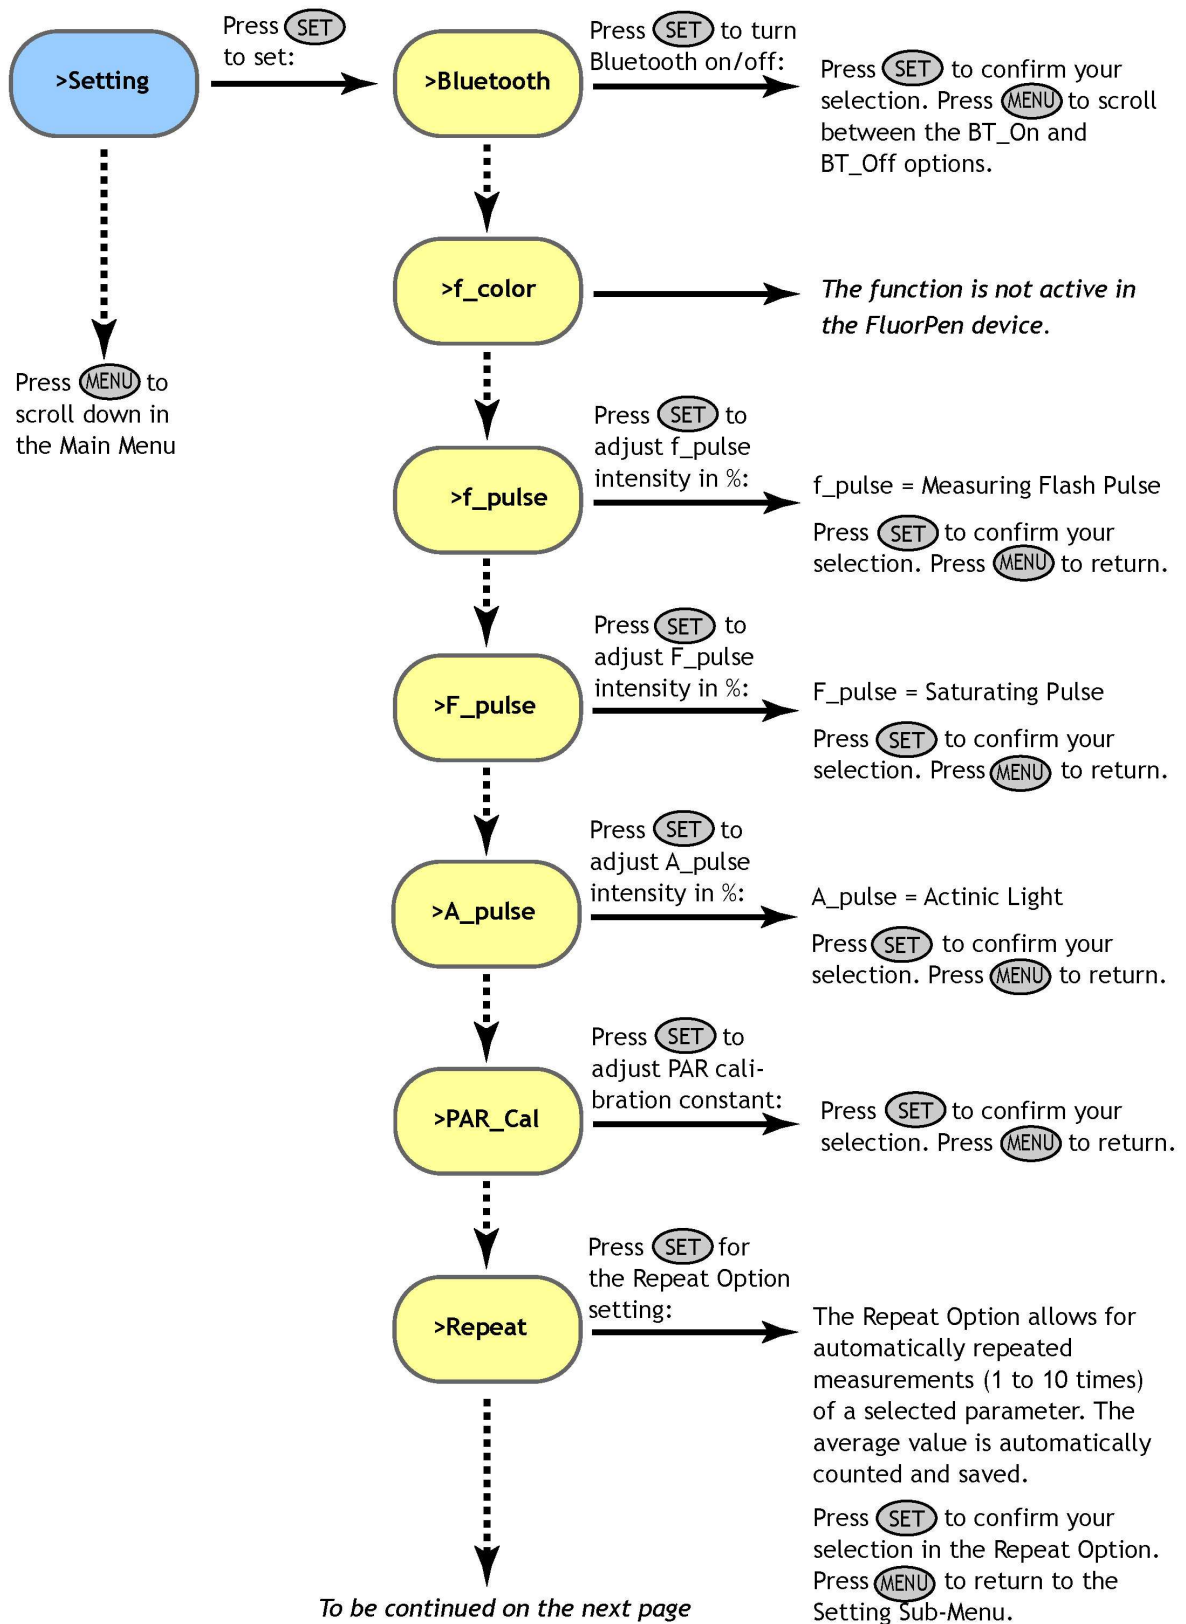 >Setting
Press SET
to set:
Press MENU to
scroll down in
the Main Menu
>Bluetooth
Press SET to turn
Bluetooth on/off:
Press SET to confirm your
selection. Press MENU to scroll
between the BT_On and
BT_Off options.
>f_color
The function is not active in
the FluorPen device.
>f_pulse
Press SET to
adjust f_pulse
intensity in %:
f_pulse = Measuring Flash Pulse
Press SET to confirm your
selection. Press MENU to return.
>F_pulse
Press SET to
adjust F_pulse
intensity in %:
F_pulse = Saturating Pulse
Press SET to confirm your
selection. Press MENU to return.
>A_pulse
Press SET to
adjust A_pulse
intensity in %:
A_pulse = Actinic Light
Press SET to confirm your
selection. Press MENU to return.
>PAR_Cal
Press SET to
adjust PAR cali-
bration constant:
Press SET to confirm your
selection. Press MENU to return.
>Repeat
Press SET for
the Repeat Option
setting:
The Repeat Option allows for
automatically repeated
measurements (1 to 10 times)
of a selected parameter. The
average value is automatically
counted and saved.
Press SET to confirm your
selection in the Repeat Option.
Press MENU to return to the
Setting Sub-Menu.
To be continued on the next page